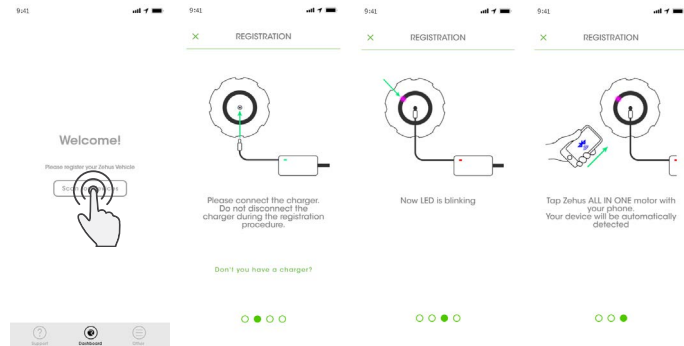 9:41
Welcome!
Please register your Zehus Vehicle
Support
Dashboard
Other
9:41
REGISTRATION
Please connect the charger.
Do not disconnect the
charger during the registration
procedure.
Don't you have a charger?
9:41
REGISTRATION
Now LED is blinking
9:41
REGISTRATION
Tap Zehus ALL IN ONE motor with
your phone.
Your device will be automatically
detected